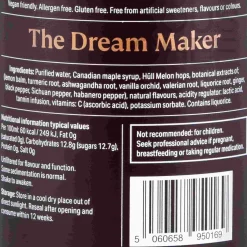 Vegan friendly. Allergen free. Gluten free. Free from artificial sweeteners, flavours or colours.
The Dream Maker
Ingredients: Purified water, Canadian maple syrup, Hüll Melon hops, botanical extracts of,
lemon balm, turmeric root, ashwagandha root, vanilla orchid, valerian root, liquorice root, ginger,
black pepper, Sichuan pepper, habanero pepper), natural flavours, acidity regulator: lactic acid,
tannin infusion, vitamins: C (ascorbic acid), potassium sorbate. Contains liquorice.
Nutritional information typical values
Per 100ml: 60 kcal / 249 kJ, Fat 0g
(saturated 0g), Carbohydrates 12.8g (sugars 12.7g),
Protein 0g, Salt 0g
Unfiltered for flavour and function.
Some sedimentation is normal.
Shake to awaken.
Storage: Store in a cool dry place out of
direct sunlight. Reseal after opening and
consume within 12 weeks.
Not recommended for children.
Seek professional advice if pregnant,
breastfeeding or taking regular medication.
5 060658 950169